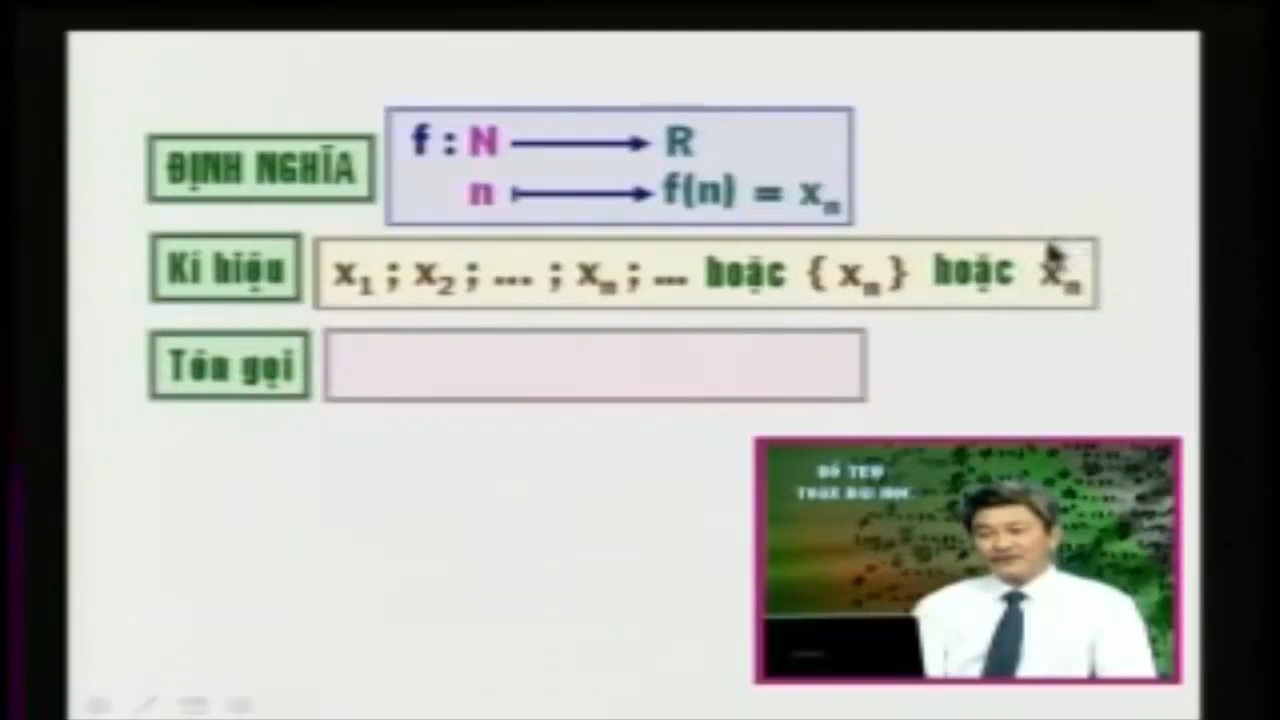 ĐỊNH NGHĨA
f : N ⟶ R
n ⟼ f(n) = xₙ
Kí hiệu
x₁ ; x₂ ; ... ; xₙ ; ... hoặc { xₙ } hoặc xₙ
Tên gọi